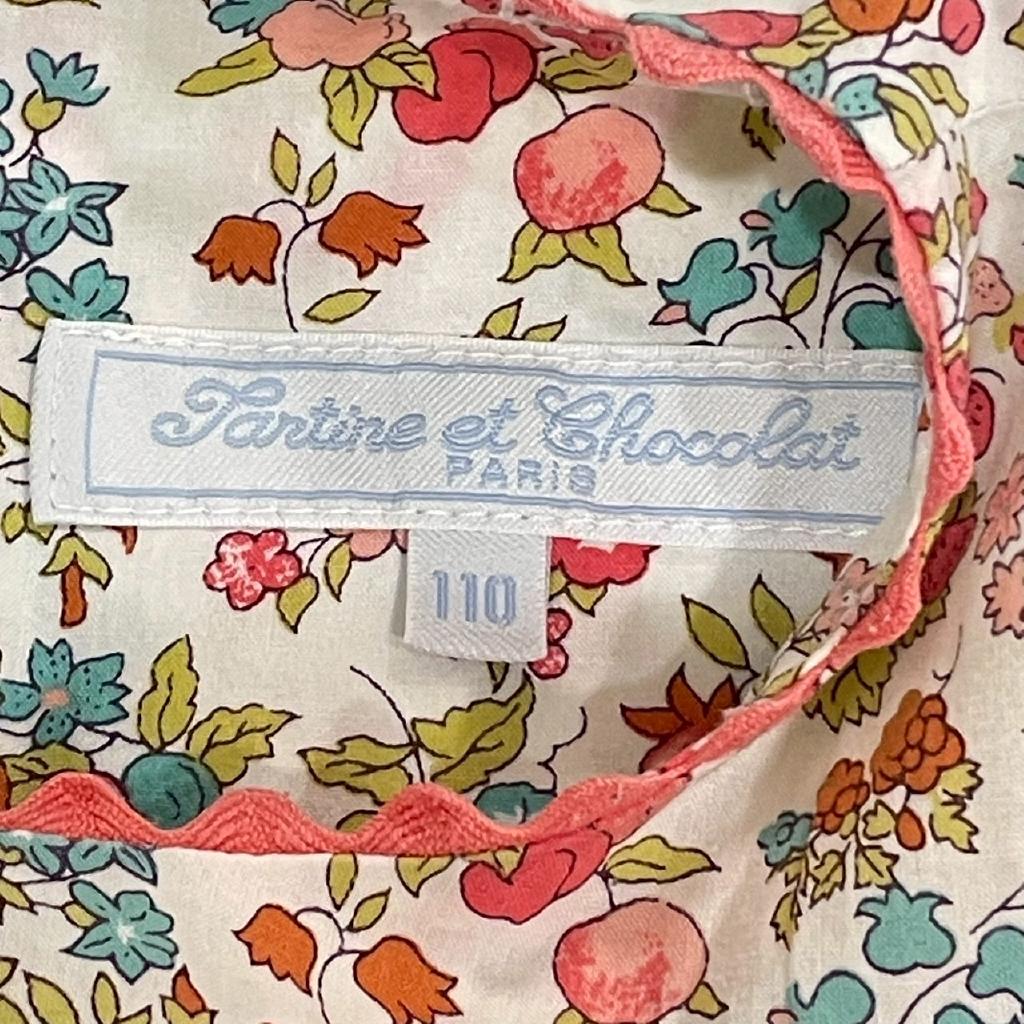 Tartine et Chocolat
PARIS
110